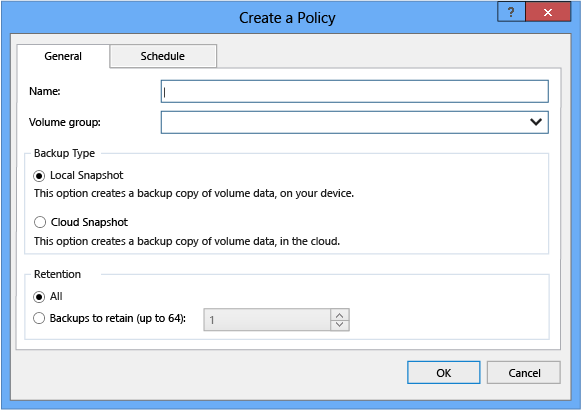 Create a Policy
?
General
Schedule
Name:
Volume group:
Backup Type
Local Snapshot
This option creates a backup copy of volume data, on your device.
Cloud Snapshot
This option creates a backup copy of volume data, in the cloud.
Retention
All
Backups to retain (up to 64):
1
OK
Cancel